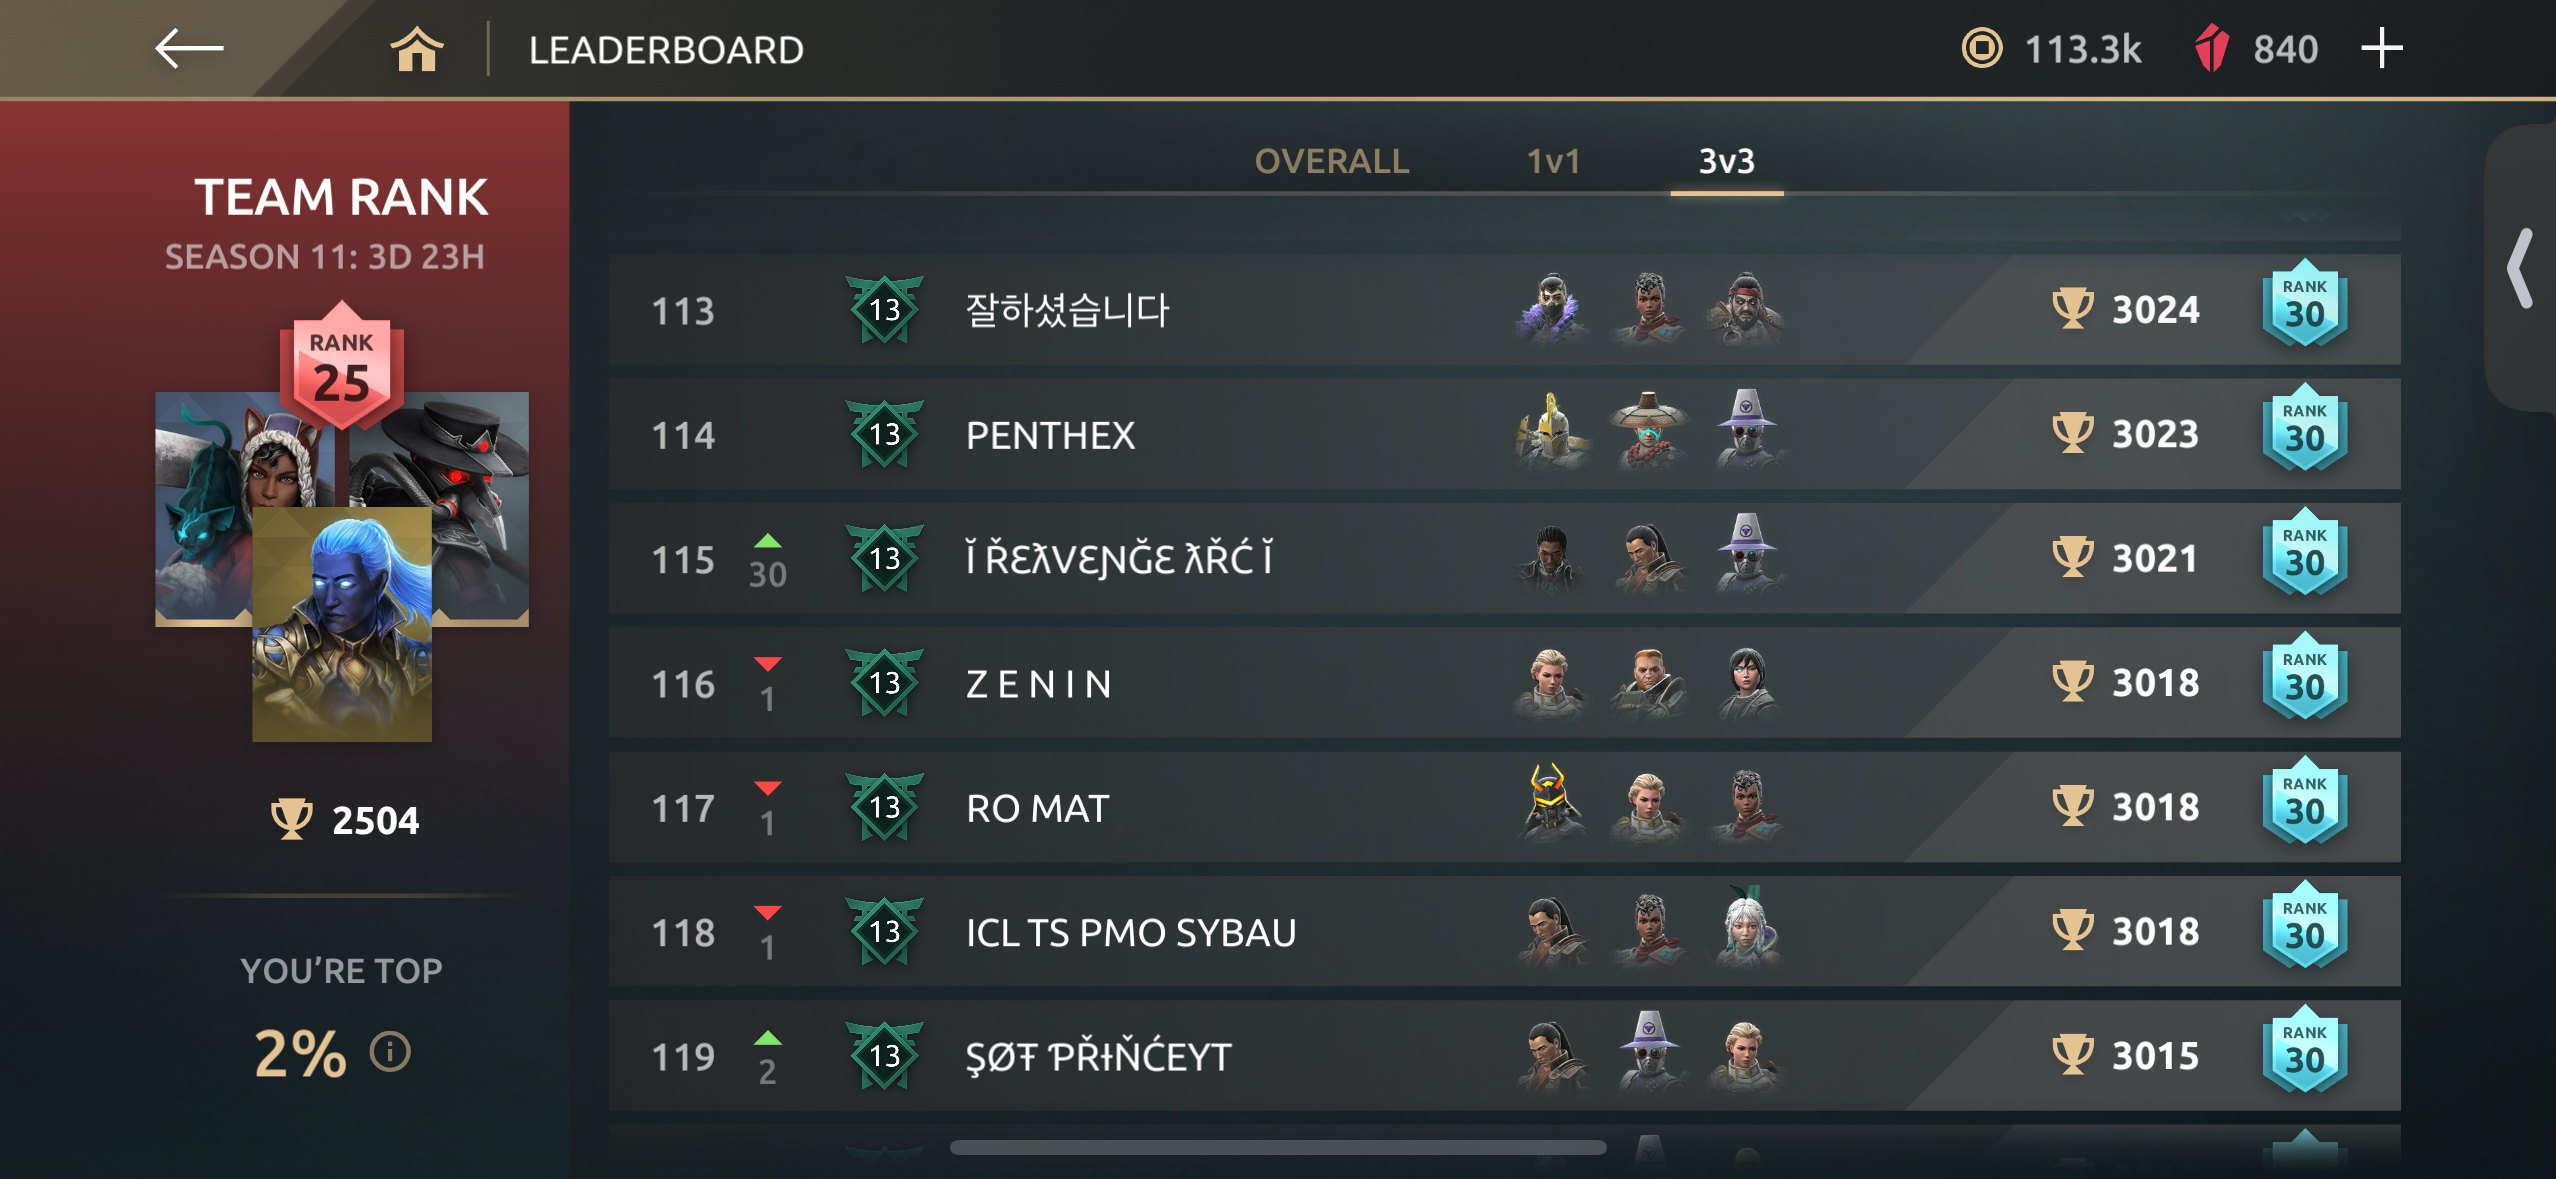 LEADERBOARD
113.3k
840
TEAM RANK
SEASON 11: 3D 23H
RANK
25
2504
YOU'RE TOP
2%
OVERALL 1v1 3v3
113 13 잘하셨습니다 3024 RANK 30
114 13 PENTHEX 3023 RANK 30
115 30 13 Ǐ ŘƐƛVƐƝĞƐ ƛŘĆ Ǐ 3021 RANK 30
116 1 13 Z E N I N 3018 RANK 30
117 1 13 RO MAT 3018 RANK 30
118 1 13 ICL TS PMO SYBAU 3018 RANK 30
119 2 13 ŞØŦ ƤŘƗŇĆEYT 3015 RANK 30